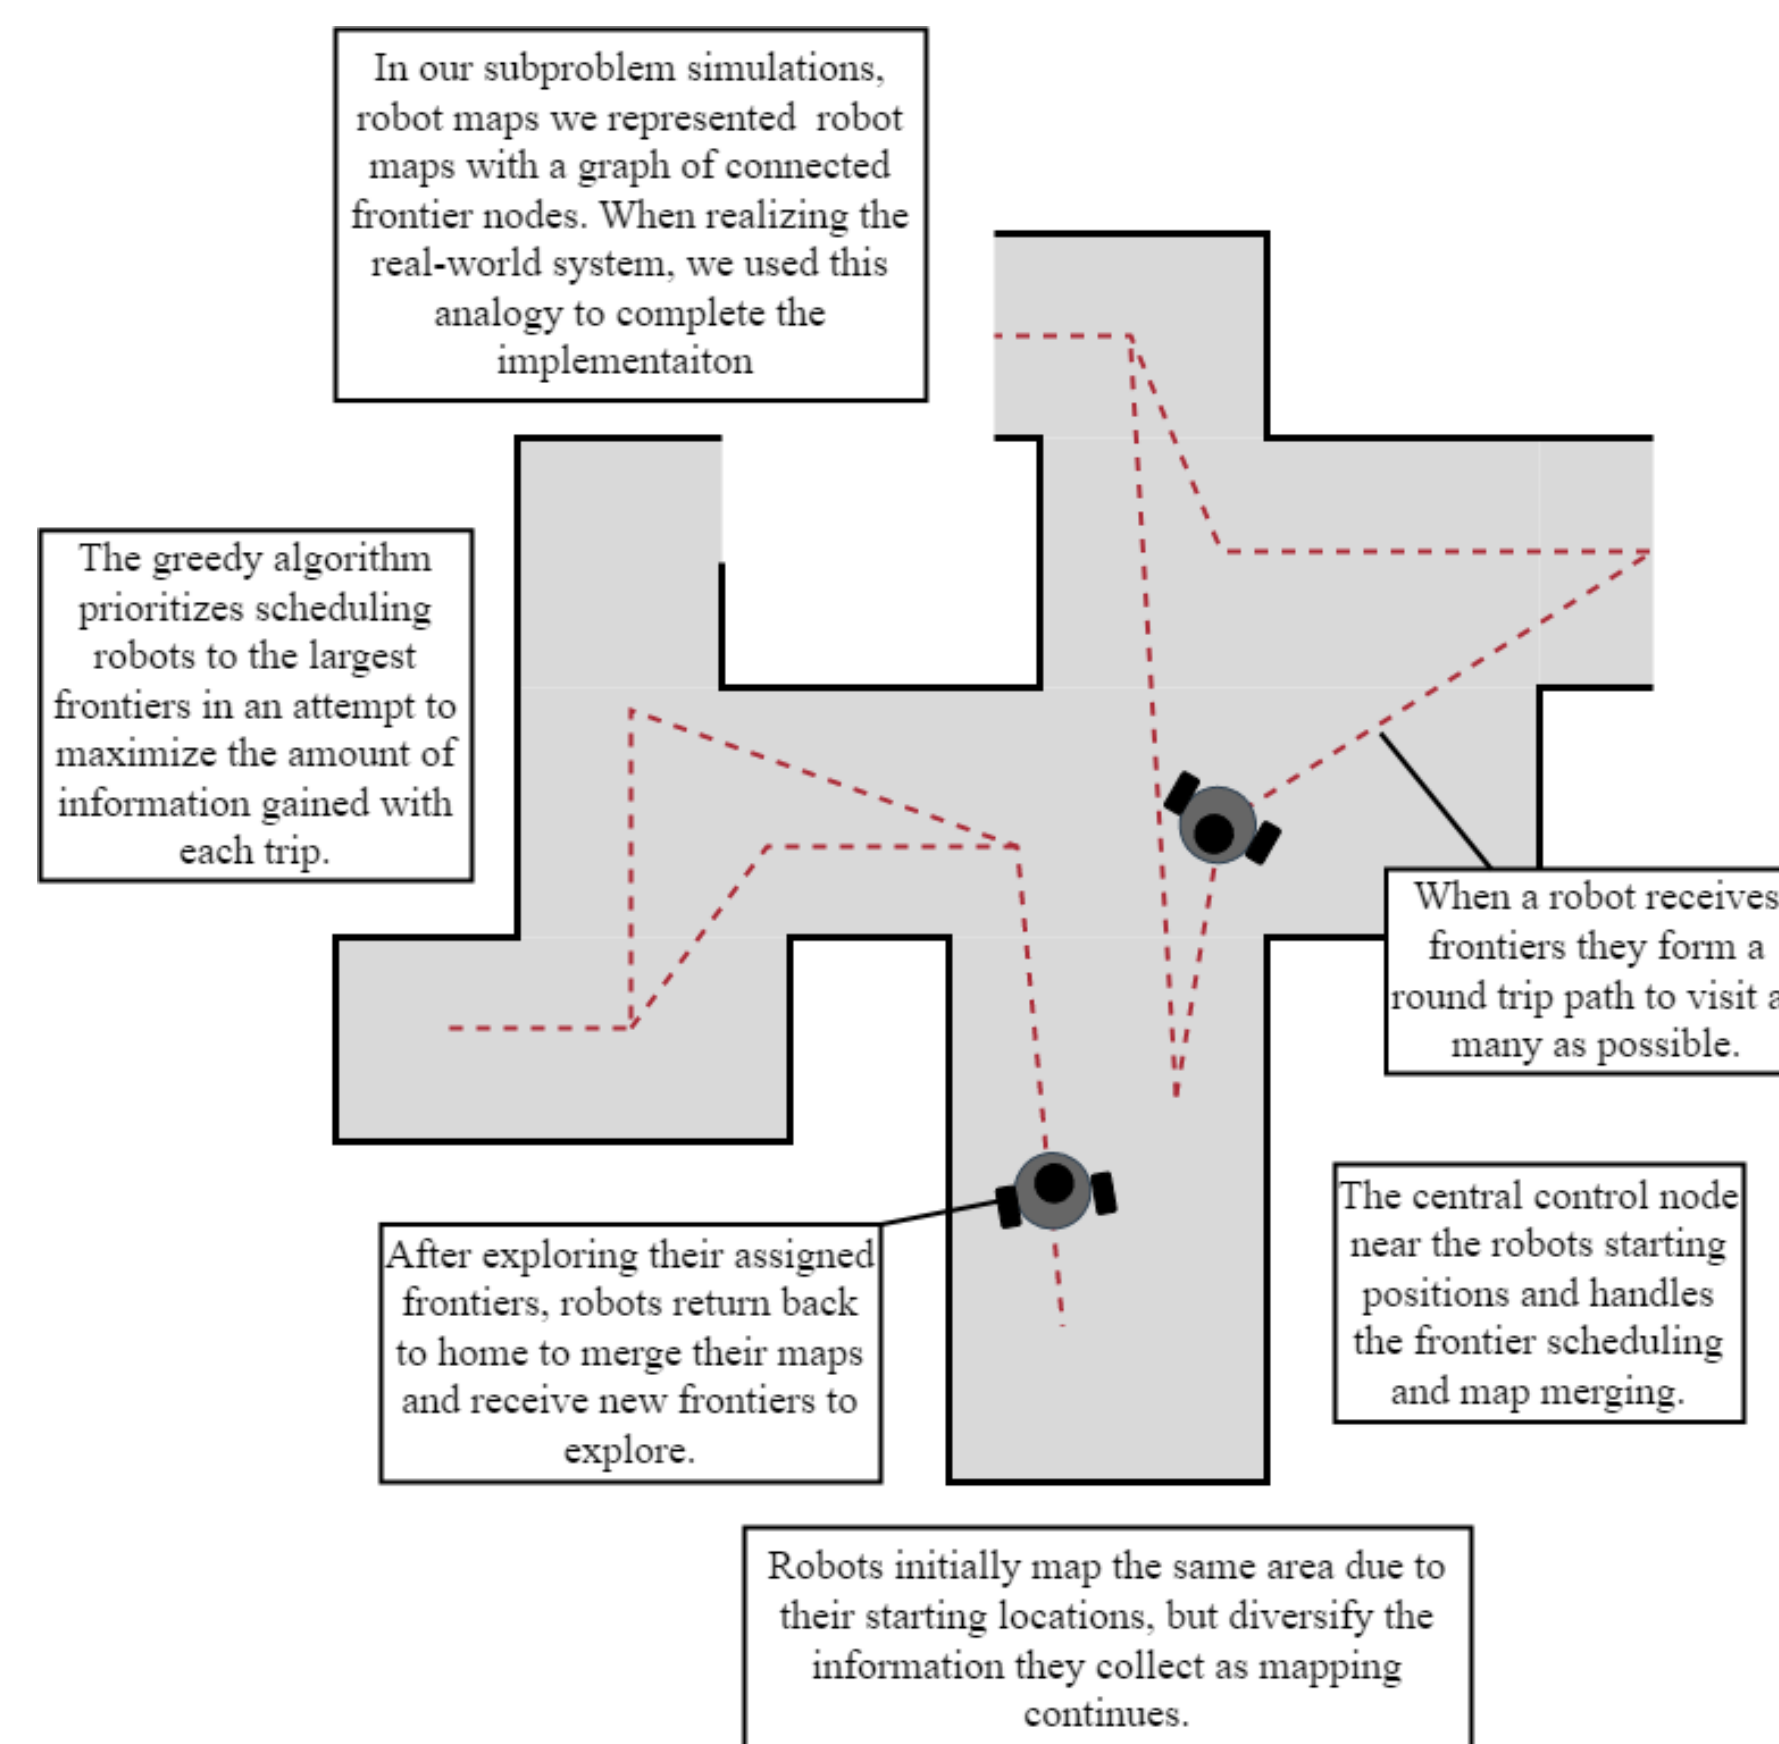 In our subproblem simulations,
robot maps we represented  robot
maps with a graph of connected
frontier nodes. When realizing the
real-world system, we used this
analogy to complete the
implementaiton
The greedy algorithm
prioritizes scheduling
robots to the largest
frontiers in an attempt to
maximize the amount of
information gained with
each trip.
When a robot receives
frontiers they form a
round trip path to visit a
many as possible.
The central control node
near the robots starting
positions and handles
the frontier scheduling
and map merging.
After exploring their assigned
frontiers, robots return back
to home to merge their maps
and receive new frontiers to
explore.
Robots initially map the same area due to
their starting locations, but diversify the
information they collect as mapping
continues.